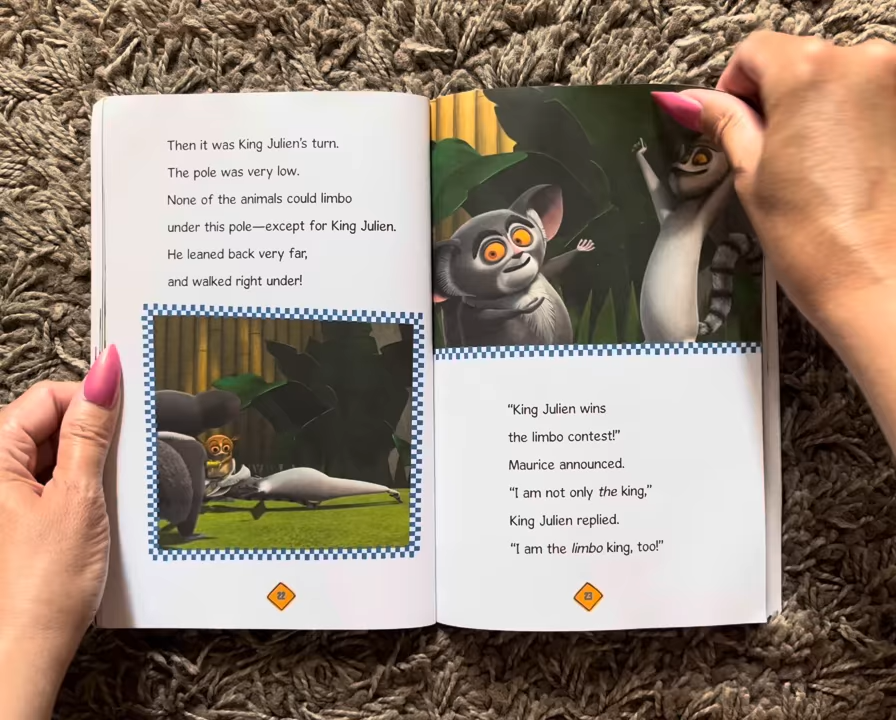 Then it was King Julien's turn.
The pole was very low.
None of the animals could limbo
under this pole—except for King Julien.
He leaned back very far,
and walked right under!
22
“King Julien wins
the limbo contest!”
Maurice announced.
“I am not only the king,”
King Julien replied.
“I am the limbo king, too!”
23